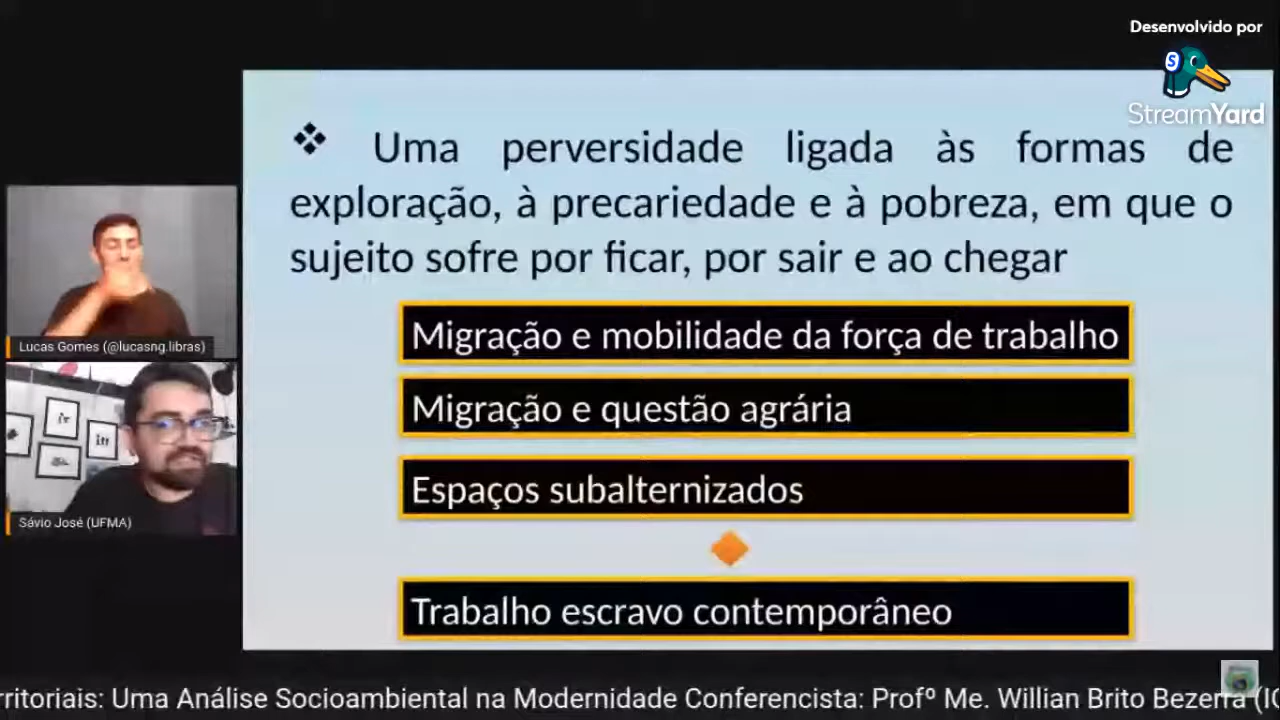 Desenvolvido por
StreamYard
❖ Uma perversidade ligada às formas de
exploração, à precariedade e à pobreza, em que o
sujeito sofre por ficar, por sair e ao chegar
Migração e mobilidade da força de trabalho
Migração e questão agrária
Espaços subalternizados
Trabalho escravo contemporâneo
Lucas Gomes (@lucasng.libras)
Sávio José (UFMA)
rritoriais: Uma Análise Socioambiental na Modernidade Conferencista: Profº Me. Willian Brito Bezerra (IC